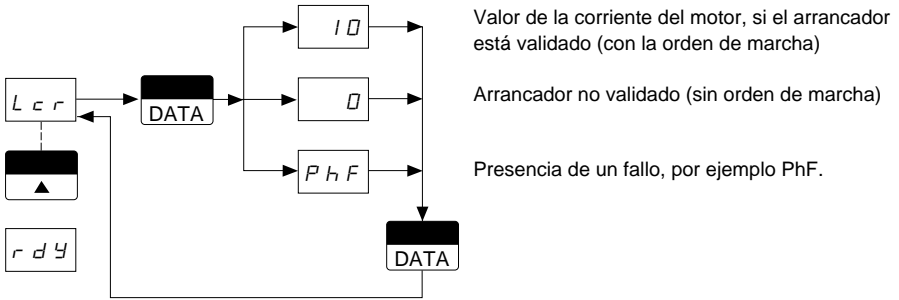 10
Valor de la corriente del motor, si el arrancador
está validado (con la orden de marcha)
Lcr
DATA
0
Arrancador no validado (sin orden de marcha)
PhF
Presencia de un fallo, por ejemplo PhF.
rdY
DATA